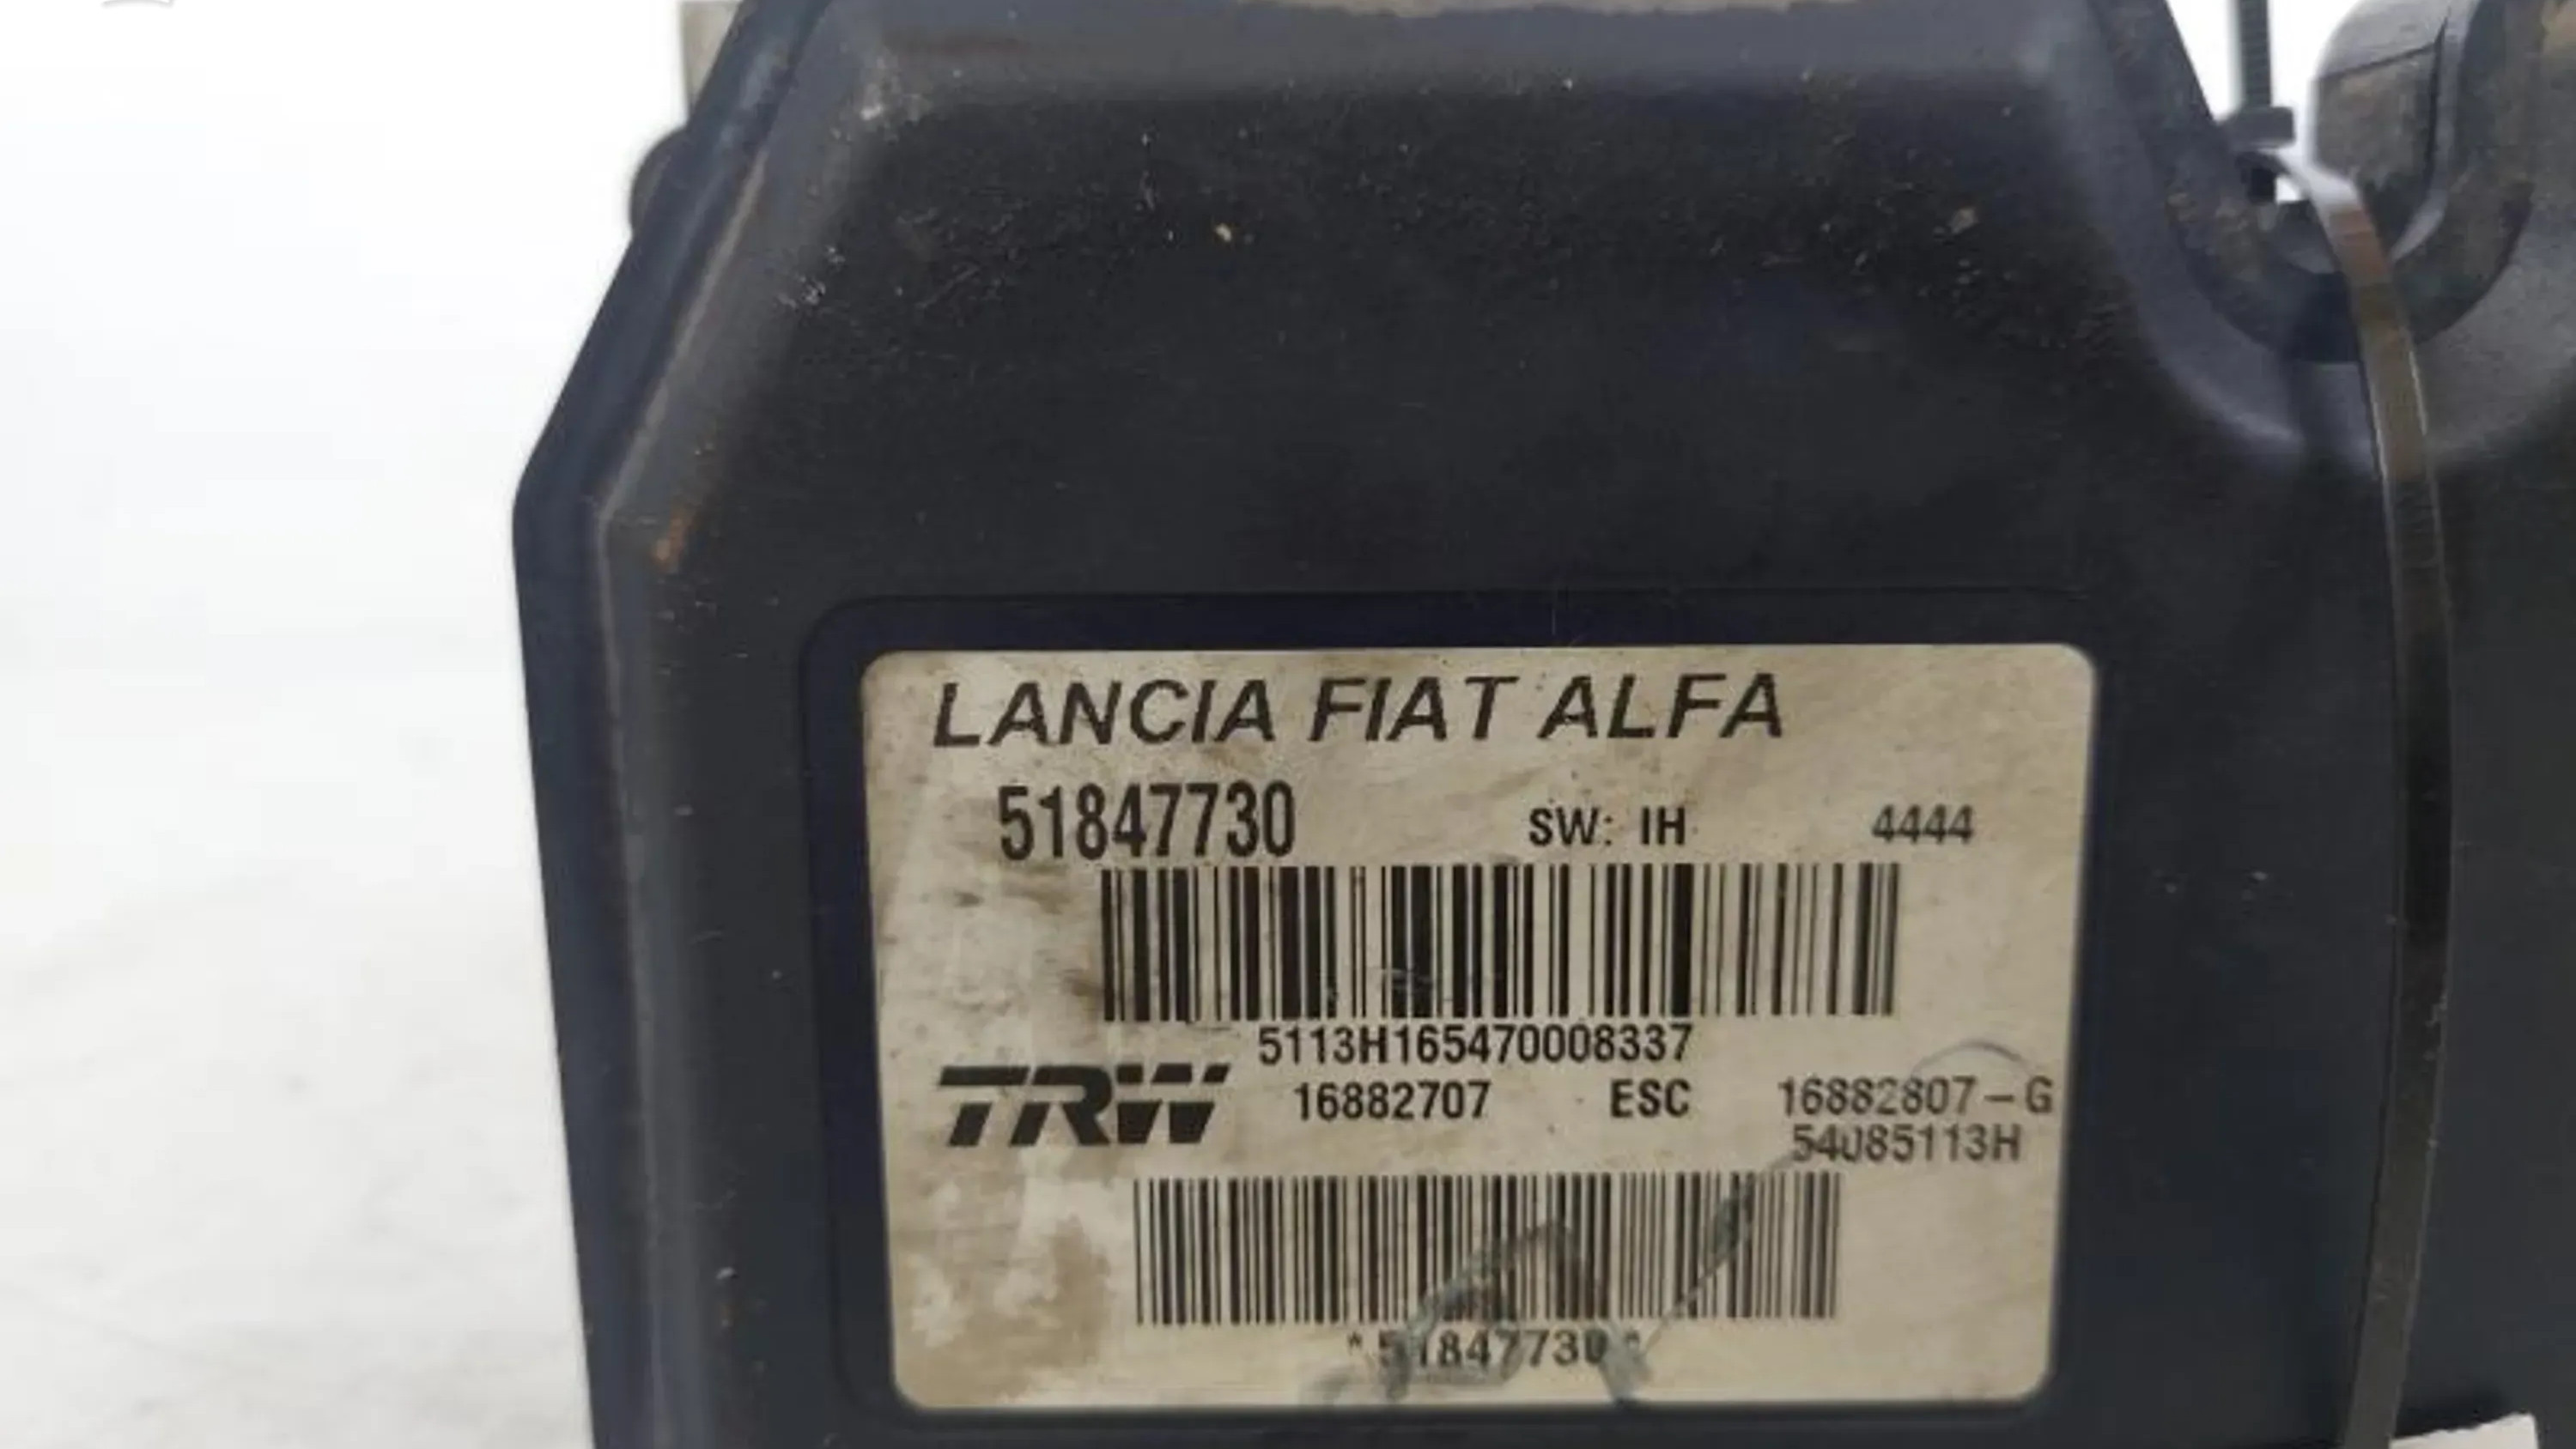 LANCIA FIAT ALFA
51847730 SW: IH 4444
5113H165470008337
TRW 16882707 ESC 16882807-G
54085113H
*51847730*